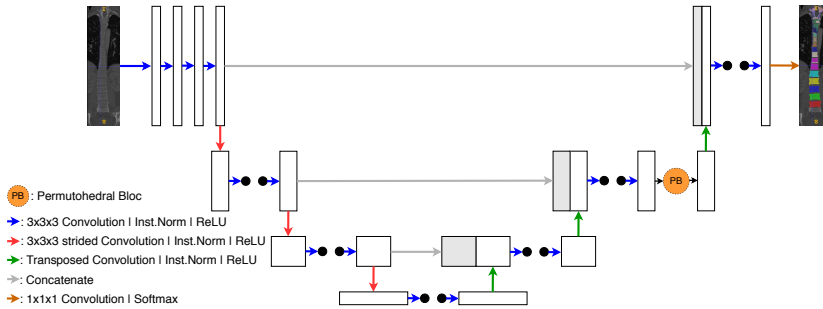 PB
PB : Permutohedral Bloc
: 3x3x3 Convolution | Inst.Norm | ReLU
: 3x3x3 strided Convolution | Inst.Norm | ReLU
: Transposed Convolution | Inst.Norm | ReLU
: Concatenate
: 1x1x1 Convolution | Softmax